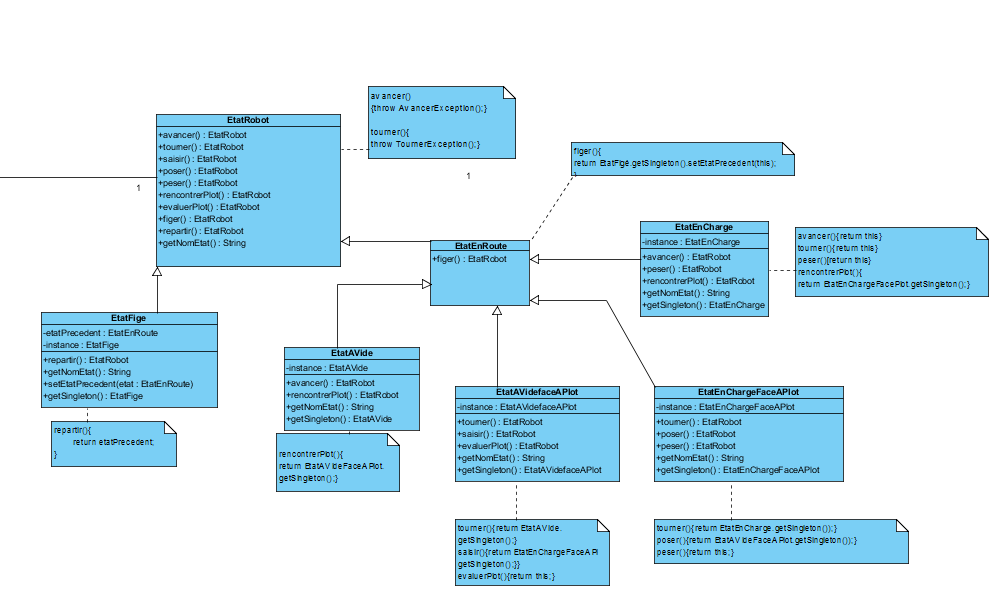 avancer()
{throw AvancerException();}
tourner(){
throw TournerException();}
EtatRobot
+avancer() : EtatRobot
+tourner() : EtatRobot
+saisir() : EtatRobot
+poser() : EtatRobot
+peser() : EtatRobot
+rencontrerPlot() : EtatRobot
+evaluerPlot() : EtatRobot
+figer() : EtatRobot
+repartir() : EtatRobot
+getNomEtat() : String
1
1
figer(){
return EtatFigé.getSingleton().setEtatPrecedent(this);
}
EtatEnRoute
+figer() : EtatRobot
EtatEnCharge
-instance : EtatEnCharge
+avancer() : EtatRobot
+peser() : EtatRobot
+rencontrerPlot() : EtatRobot
+getNomEtat() : String
+getSingleton() : EtatEnCharge
avancer(){return this}
tourner(){return this}
peser(){return this}
rencontrerPlot(){
return EtatEnChargeFacePlot.getSingleton();}
EtatFige
-etatPrecedent : EtatEnRoute
-instance : EtatFige
+repartir() : EtatRobot
+getNomEtat() : String
+setEtatPrecedent(etat : EtatEnRoute)
+getSingleton() : EtatFige
repartir(){
return etatPrecedent;
}
EtatAVide
-instance : EtatAVide
+avancer() : EtatRobot
+rencontrerPlot() : EtatRobot
+getNomEtat() : String
+getSingleton() : EtatAVide
rencontrerPlot(){
return EtatAVideFaceAPlot.
getSingleton();}
EtatAVidefaceAPlot
-instance : EtatAVidefaceAPlot
+tourner() : EtatRobot
+saisir() : EtatRobot
+evaluerPlot() : EtatRobot
+getNomEtat() : String
+getSingleton() : EtatAVidefaceAPlot
tourner(){return EtatAVide.
getSingleton();}
saisir(){return EtatEnChargeFaceAPl
getSingleton();}}
evaluerPlot(){return this;}
EtatEnChargeFaceAPlot
-instance : EtatEnChargeFaceAPlot
+tourner() : EtatRobot
+poser() : EtatRobot
+peser() : EtatRobot
+getNomEtat() : String
+getSingleton() : EtatEnChargeFaceAPlot
tourner(){return EtatEnCharge.getSingleton());}
poser(){return EtatAVideFaceAPlot.getSingleton());}
peser(){return this;}